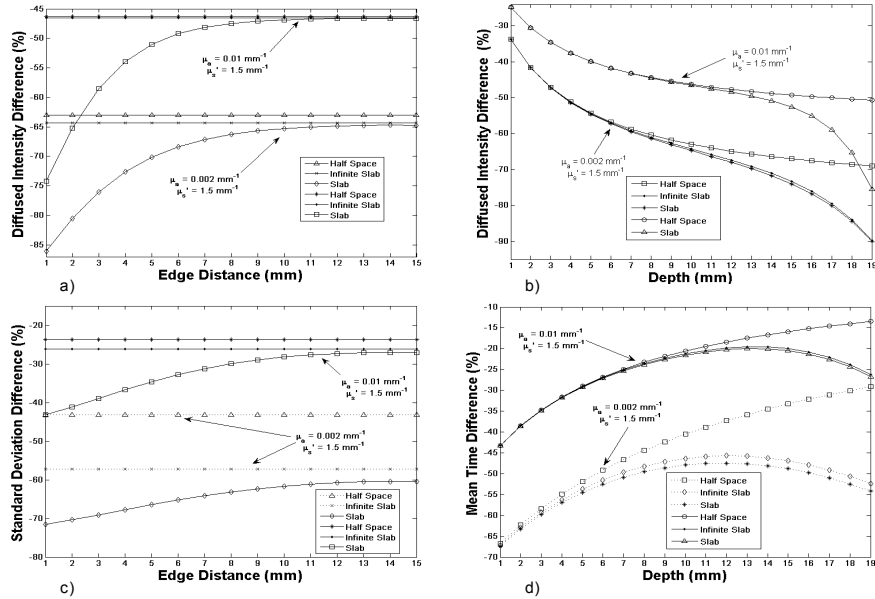 a)
Diffused Intensity Difference (%)
-45
-50
-55
-60
-65
-70
-75
-80
-85
μa = 0.01 mm-1
μs' = 1.5 mm-1
μa = 0.002 mm-1
μs' = 1.5 mm-1
Half Space
Infinite Slab
Slab
Half Space
Infinite Slab
Slab
1 2 3 4 5 6 7 8 9 10 11 12 13 14 15
Edge Distance (mm)
b)
Diffused Intensity Difference (%)
-30
-40
-50
-60
-70
-80
-90
μa = 0.01 mm-1
μs' = 1.5 mm-1
μa = 0.002 mm-1
μs' = 1.5 mm-1
Half Space
Infinite Slab
Slab
Half Space
Slab
1 2 3 4 5 6 7 8 9 10 11 12 13 14 15 16 17 18 19
Depth (mm)
c)
Standard Deviation Difference (%)
-20
-30
-40
-50
-60
-70
-80
μa = 0.01 mm-1
μs' = 1.5 mm-1
μa = 0.002 mm-1
μs' = 1.5 mm-1
Half Space
Infinite Slab
Slab
Half Space
Infinite Slab
Slab
1 2 3 4 5 6 7 8 9 10 11 12 13 14 15
Edge Distance (mm)
d)
Mean Time Difference (%)
-10
-15
-20
-25
-30
-35
-40
-45
-50
-55
-60
-65
-70
μa = 0.01 mm-1
μs' = 1.5 mm-1
μa = 0.002 mm-1
μs' = 1.5 mm-1
Half Space
Infinite Slab
Slab
Half Space
Infinite Slab
Slab
1 2 3 4 5 6 7 8 9 10 11 12 13 14 15 16 17 18 19
Depth (mm)